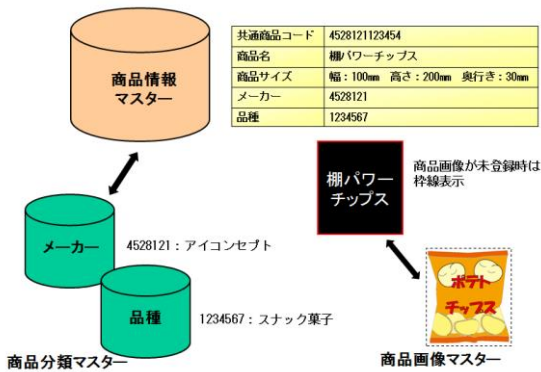 共通商品コード 4528121123454
商品名 棚パワーチップス
商品サイズ 幅：100mm 高さ：200mm 奥行き：30mm
メーカー 4528121
品種 1234567
商品情報
マスター
棚パワー
チップス
商品画像が未登録時は
枠線表示
メーカー
4528121：アイコンセプト
品種
1234567：スナック菓子
ポテト
チップス
商品分類マスター
商品画像マスター